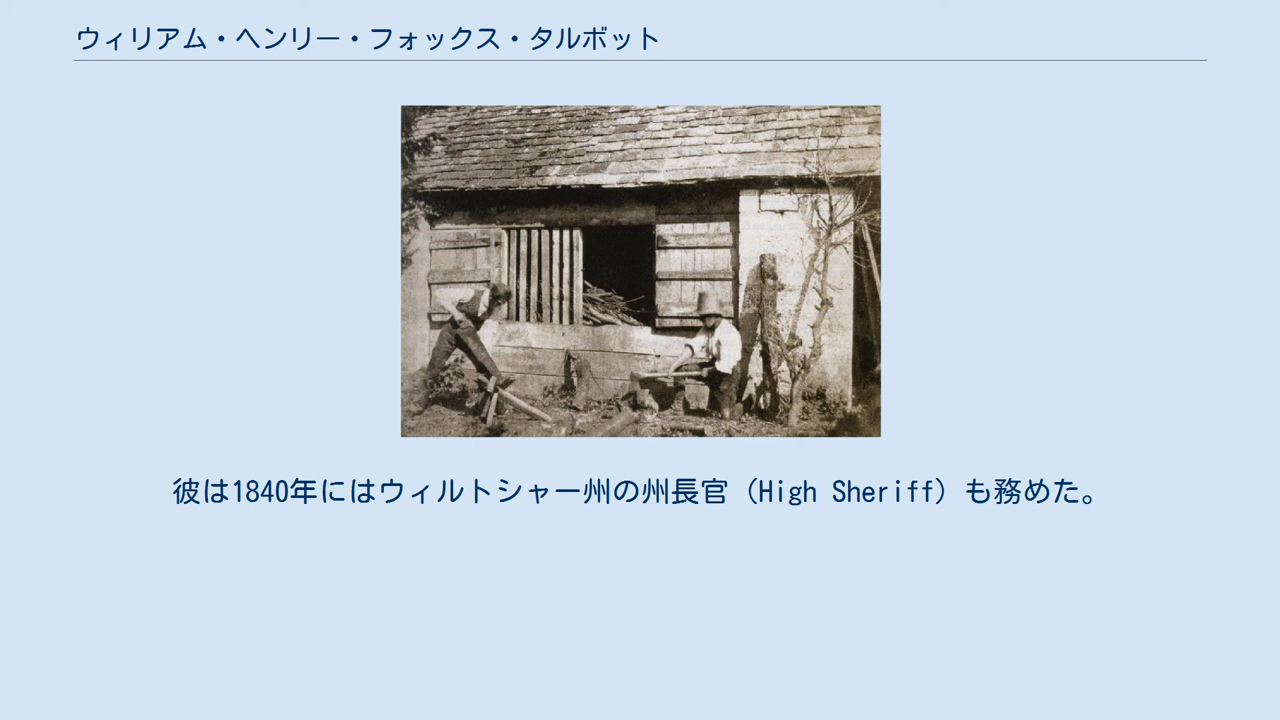 ウィリアム・ヘンリー・フォックス・タルボット
彼は1840年にはウィルトシャー州の州長官（High Sheriff）も務めた。